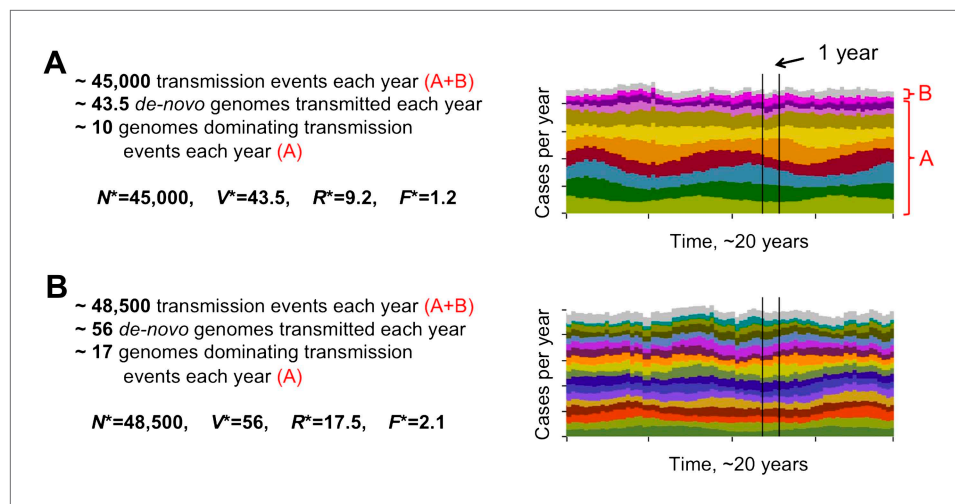 A
~ 45,000 transmission events each year (A+B)
~ 43.5 de-novo genomes transmitted each year
~ 10 genomes dominating transmission
events each year (A)
N*=45,000, V*=43.5, R*=9.2, F*=1.2
1 year
B
A
Cases per year
Time, ~20 years
B
~ 48,500 transmission events each year (A+B)
~ 56 de-novo genomes transmitted each year
~ 17 genomes dominating transmission
events each year (A)
N*=48,500, V*=56, R*=17.5, F*=2.1
Cases per year
Time, ~20 years